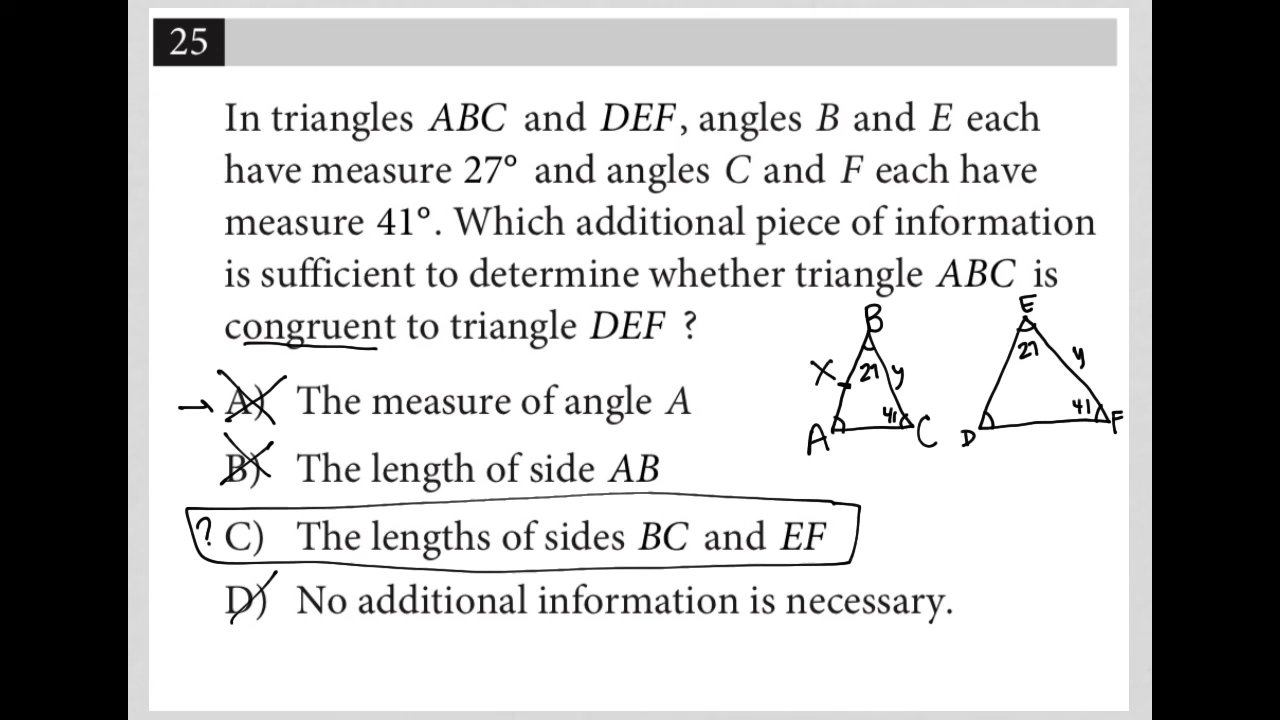 25
In triangles ABC and DEF, angles B and E each
have measure 27° and angles C and F each have
measure 41°. Which additional piece of information
is sufficient to determine whether triangle ABC is
congruent to triangle DEF ?
A) The measure of angle A
B) The length of side AB
? C) The lengths of sides BC and EF
D) No additional information is necessary.
B
X 27 y
41
A C
E
27 y
41
D F